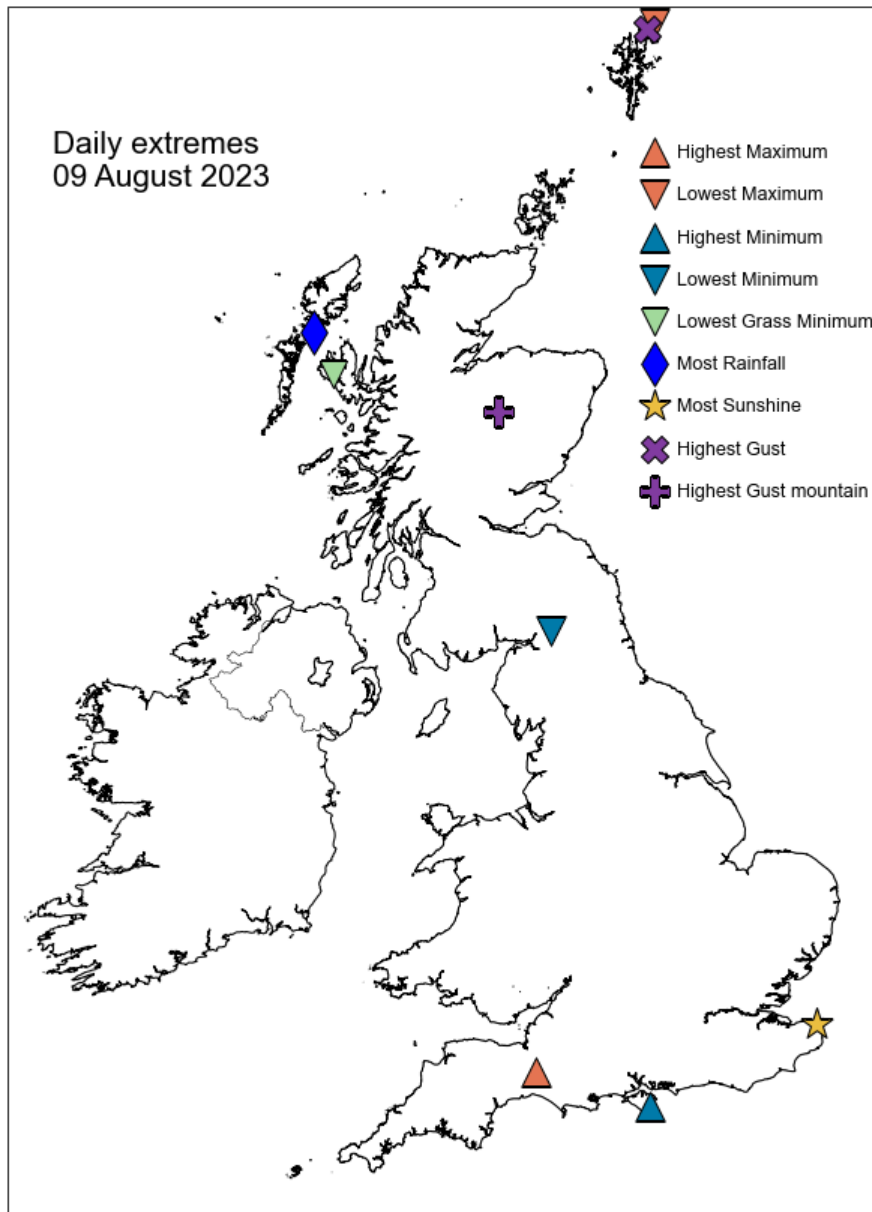 Daily extremes
09 August 2023
Highest Maximum
Lowest Maximum
Highest Minimum
Lowest Minimum
Lowest Grass Minimum
Most Rainfall
Most Sunshine
Highest Gust
Highest Gust mountain